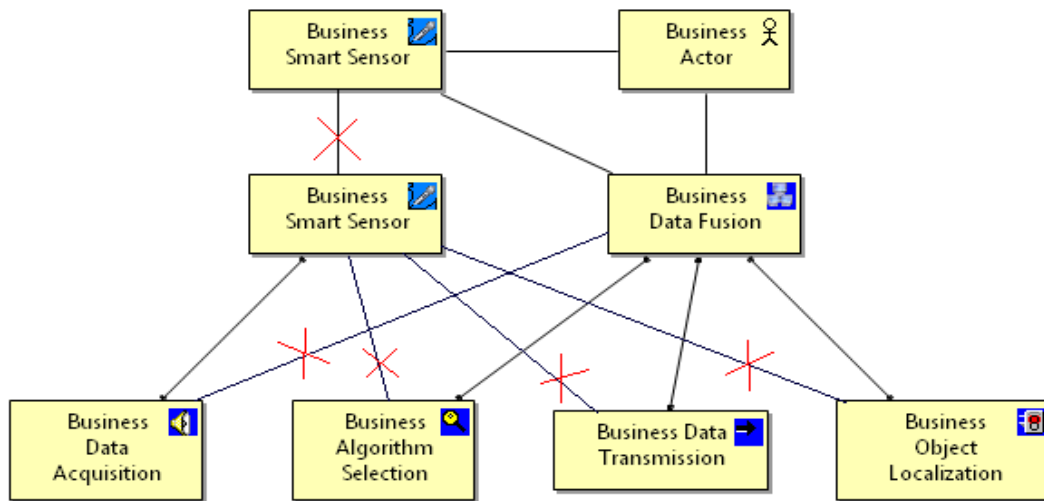 Business
Smart Sensor
Business
Actor
Business
Smart Sensor
Business
Data Fusion
Business
Data
Acquisition
Business
Algorithm
Selection
Business Data
Transmission
Business
Object
Localization